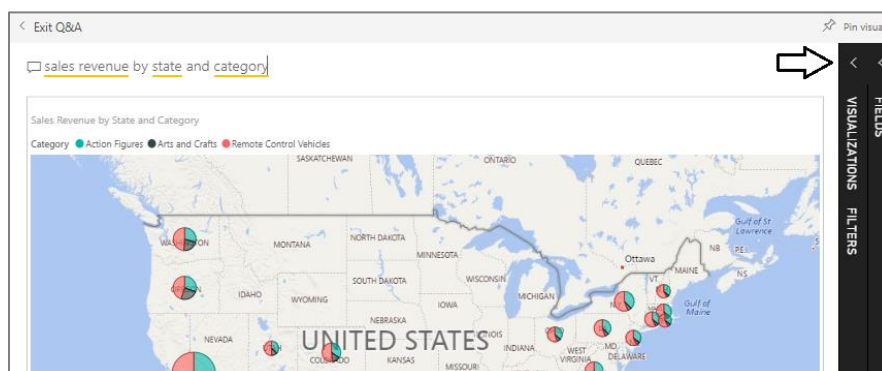 Exit Q&A
Pin visua
sales revenue by state and category
VISUALIZATIONS
FILTERS
FIELDS
Sales Revenue by State and Category
Category Action Figures Arts and Crafts Remote Control Vehicles
SASKATCHEWAN
ONTARIO
QUEBEC
Gulf of St
Lawrence
WASHINGTON
MONTANA
NORTH DAKOTA
MINNESOTA
Ottawa
MAINE
NB
PE
NS
VT
SOUTH DAKOTA
WISCONSIN
MICHIGAN
IDAHO
WYOMING
IOWA
Gulf of
Maine
NEBRASKA
NEVADA
UNITED STATES
INDIANA
COLORADO
KANSAS
MISSOURI
WEST
VIRGINIA
MD
DELAWARE